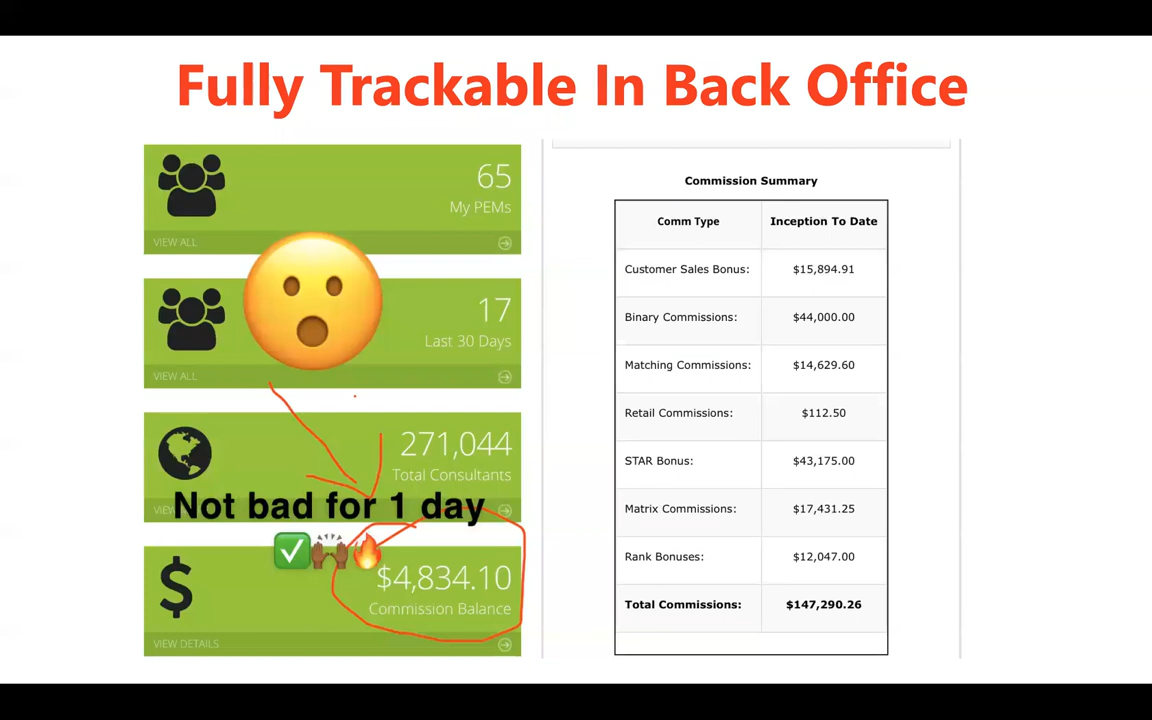 Fully Trackable In Back Office
65
My PEMs
VIEW ALL
17
Last 30 Days
VIEW ALL
271,044
Total Consultants
Not bad for 1 day
$4,834.10
Commission Balance
VIEW DETAILS
Commission Summary
Comm Type Inception To Date
Customer Sales Bonus: $15,894.91
Binary Commissions: $44,000.00
Matching Commissions: $14,629.60
Retail Commissions: $112.50
STAR Bonus: $43,175.00
Matrix Commissions: $17,431.25
Rank Bonuses: $12,047.00
Total Commissions: $147,290.26